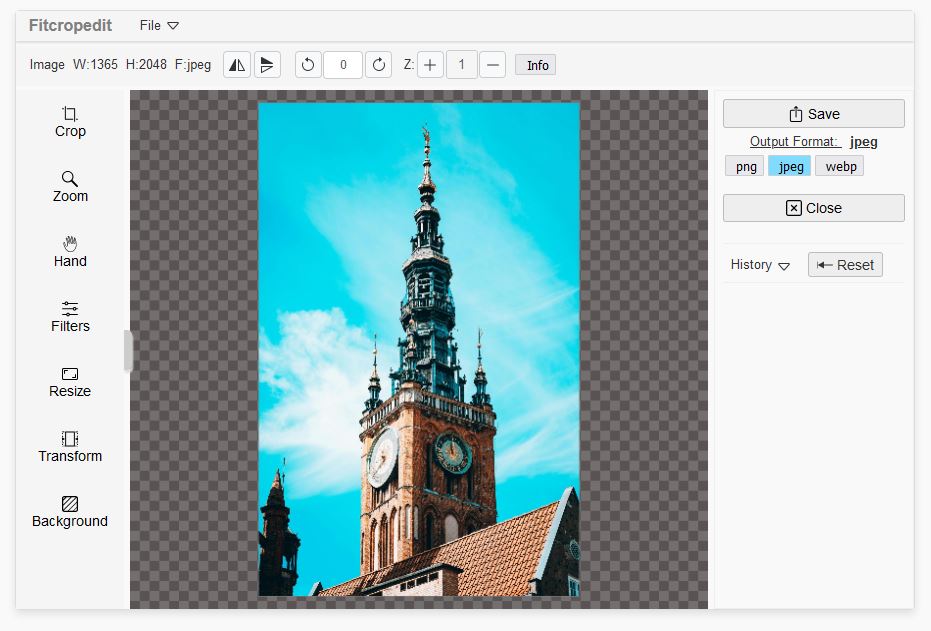 Fitcropedit File
Image W:1365 H:2048 F:jpeg 0 Z: 1 Info
Crop
Zoom
Hand
Filters
Resize
Transform
Background
Save
Output Format: jpeg
png jpeg webp
Close
History Reset